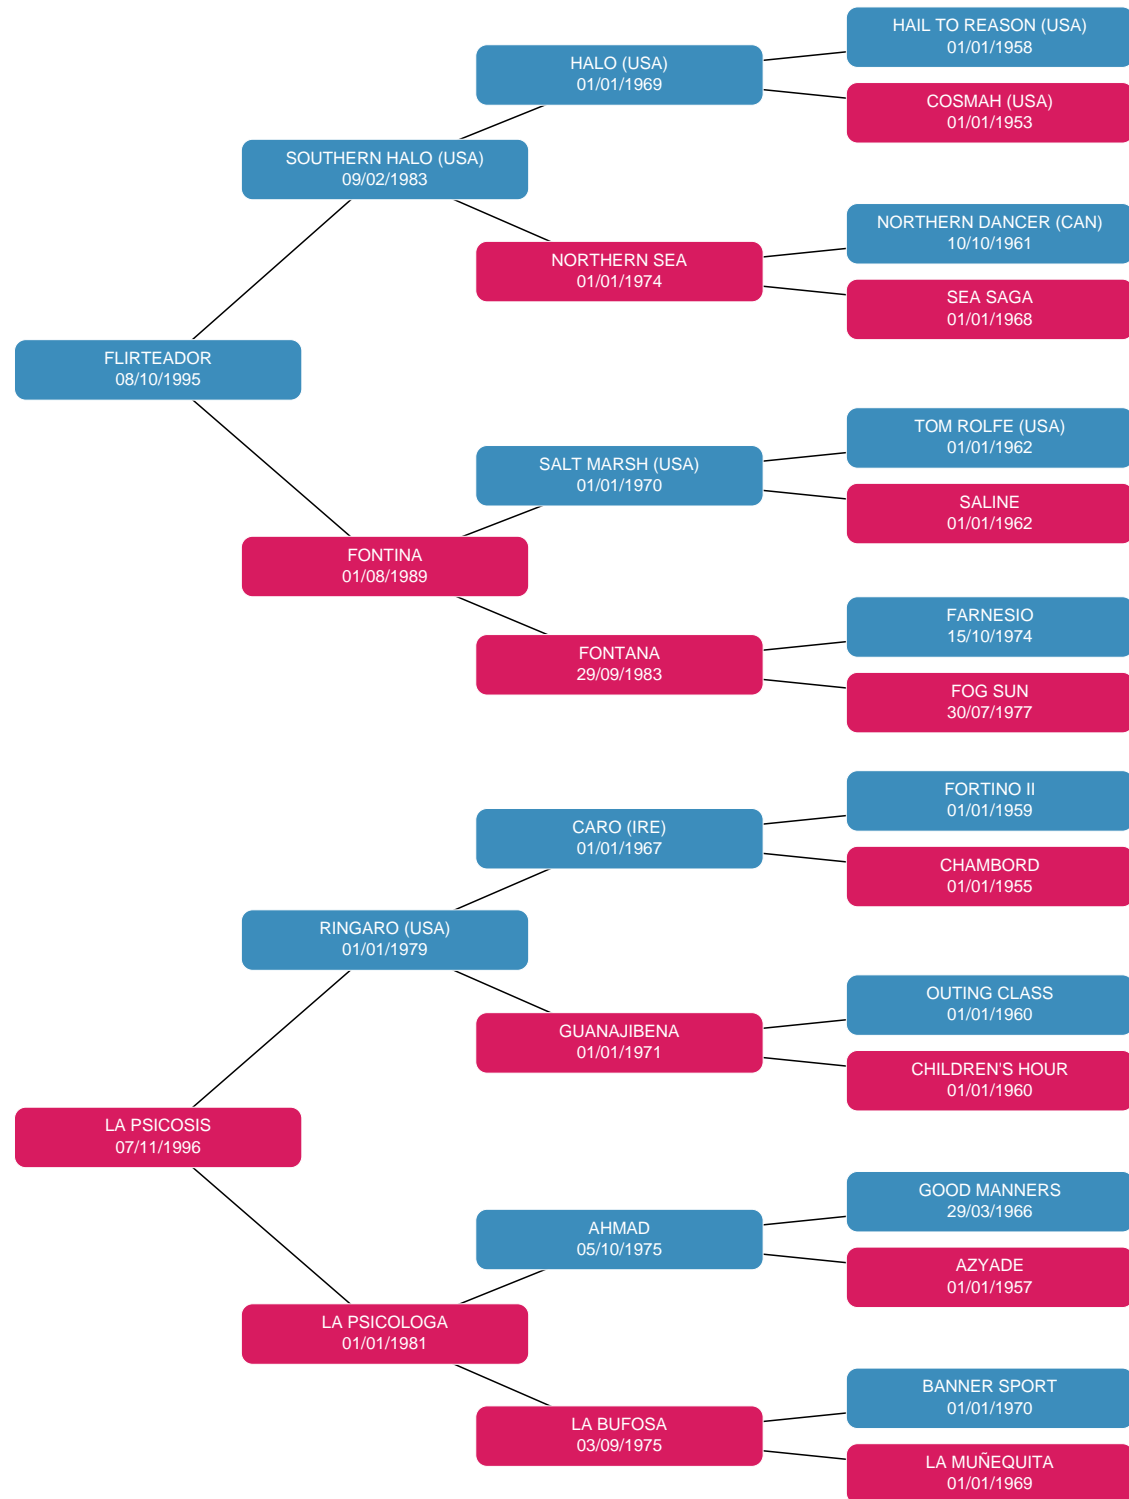 HAIL TO REASON (USA)
01/01/1958
HALO (USA)
01/01/1969
COSMAH (USA)
01/01/1953
SOUTHERN HALO (USA)
09/02/1983
NORTHERN DANCER (CAN)
10/10/1961
NORTHERN SEA
01/01/1974
SEA SAGA
01/01/1968
FLIRTEADOR
08/10/1995
TOM ROLFE (USA)
01/01/1962
SALT MARSH (USA)
01/01/1970
SALINE
01/01/1962
FONTINA
01/08/1989
FARNESIO
15/10/1974
FONTANA
29/09/1983
FOG SUN
30/07/1977
FORTINO II
01/01/1959
CARO (IRE)
01/01/1967
CHAMBORD
01/01/1955
RINGARO (USA)
01/01/1979
OUTING CLASS
01/01/1960
GUANAJIBENA
01/01/1971
CHILDREN'S HOUR
01/01/1960
LA PSICOSIS
07/11/1996
GOOD MANNERS
29/03/1966
AHMAD
05/10/1975
AZYADE
01/01/1957
LA PSICOLOGA
01/01/1981
BANNER SPORT
01/01/1970
LA BUFOSA
03/09/1975
LA MUÑEQUITA
01/01/1969